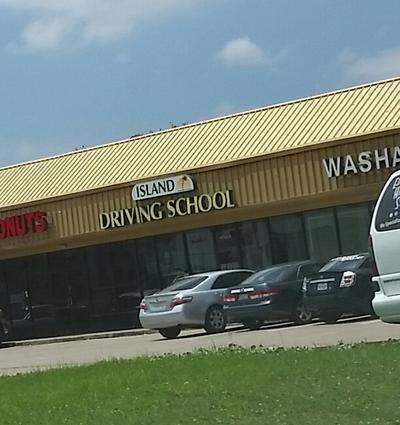 ONUTS
ISLAND
DRIVING SCHOOL
WASHA